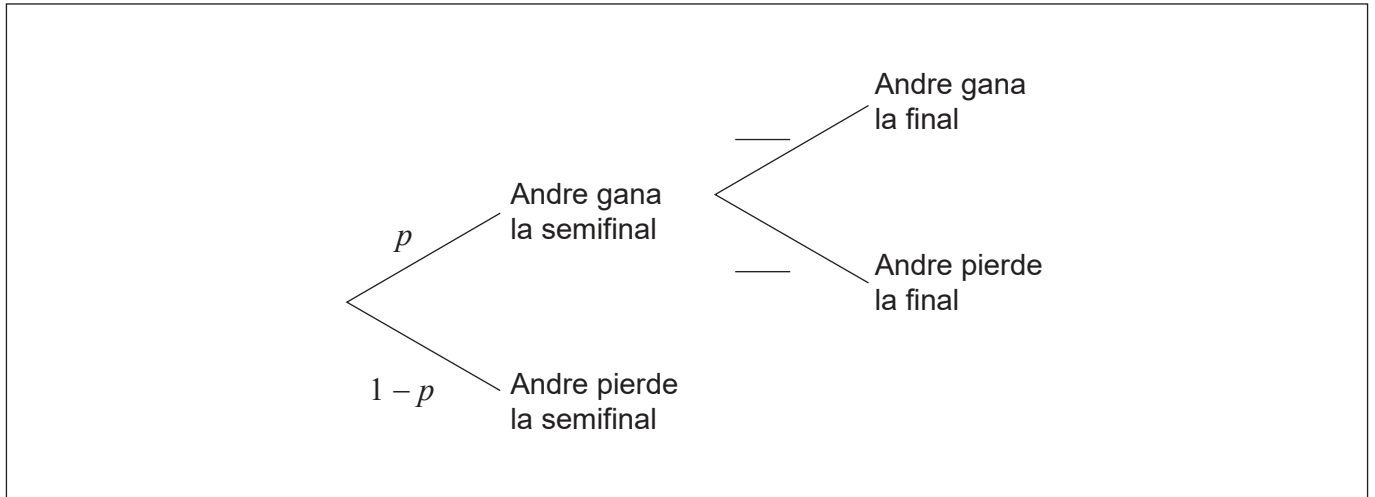 Andre gana
la final
Andre gana
la semifinal
p
Andre pierde
la final
1 – p
Andre pierde
la semifinal